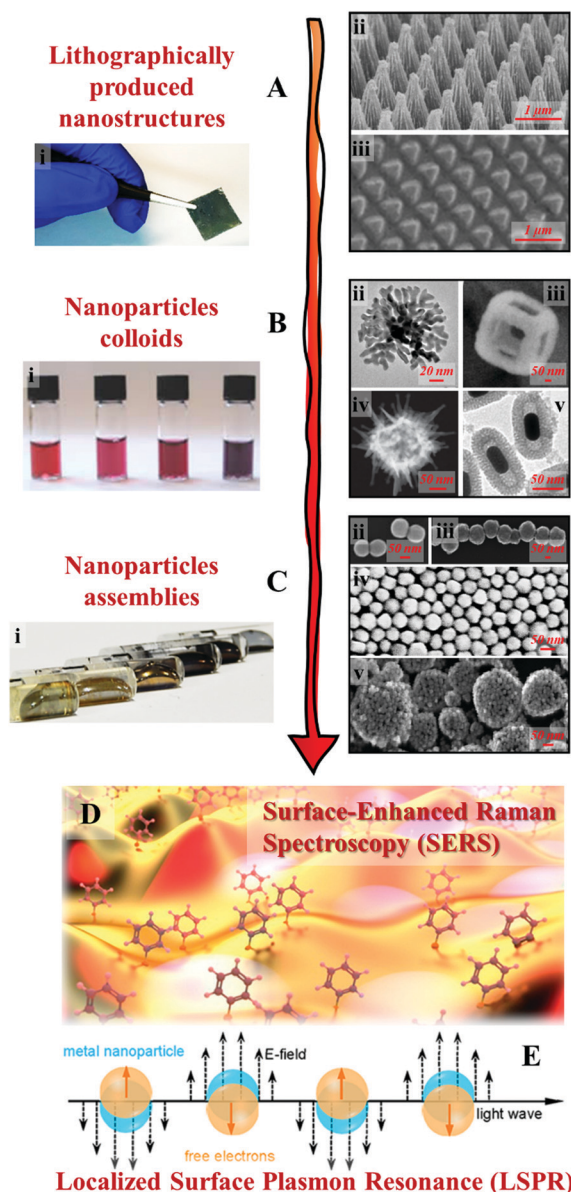 Lithographically
produced
nanostructures
A
i
ii
1 µm
iii
1 µm
Nanoparticles
colloids
B
i
ii
20 nm
iii
50 nm
iv
50 nm
v
50 nm
Nanoparticles
assemblies
C
i
ii
50 nm
iii
50 nm
iv
50 nm
v
50 nm
D
Surface-Enhanced Raman
Spectroscopy (SERS)
E
metal nanoparticle
E-field
light wave
free electrons
Localized Surface Plasmon Resonance (LSPR)